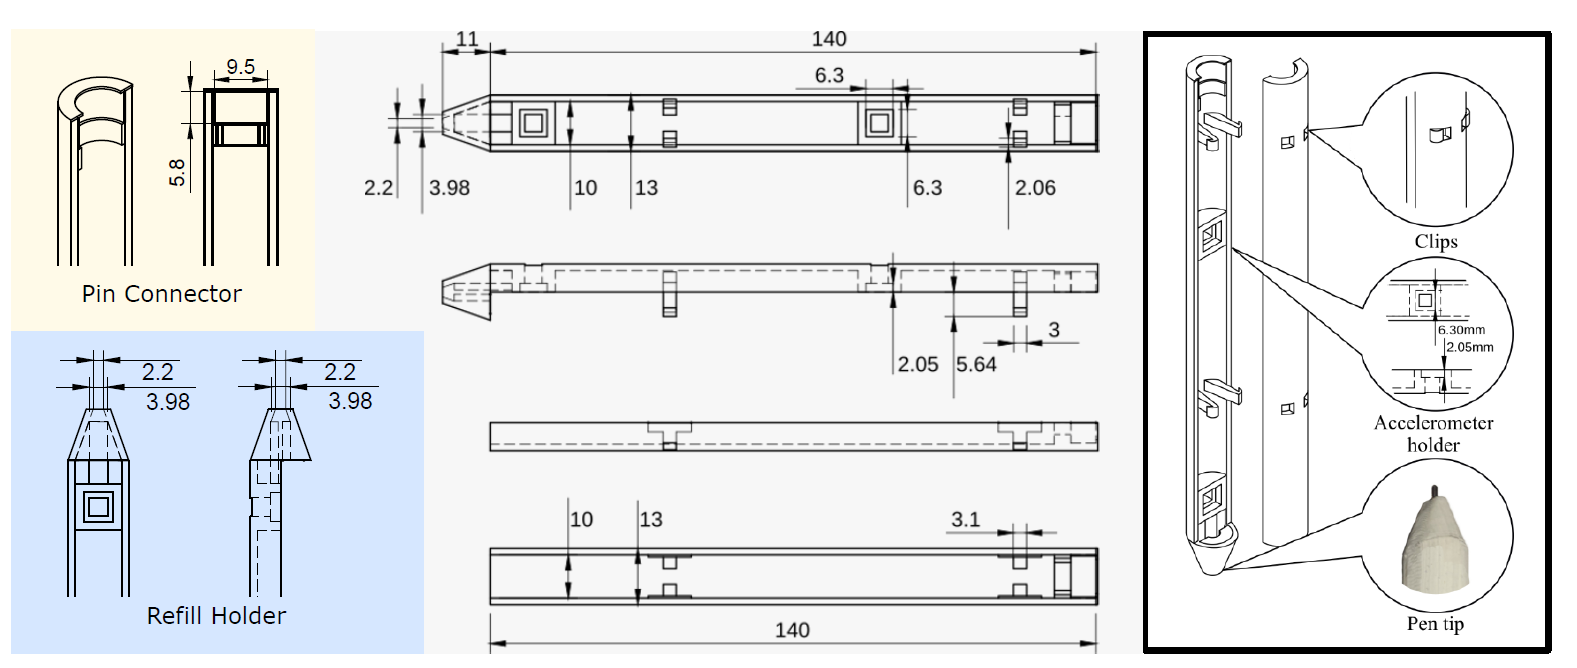 9.5
5.8
Pin Connector
2.2
3.98
2.2
3.98
Refill Holder
11
140
6.3
2.2
3.98
10
13
6.3
2.06
3
2.05
5.64
10
13
3.1
140
Clips
6.30mm
2.05mm
Accelerometer
holder
Pen tip